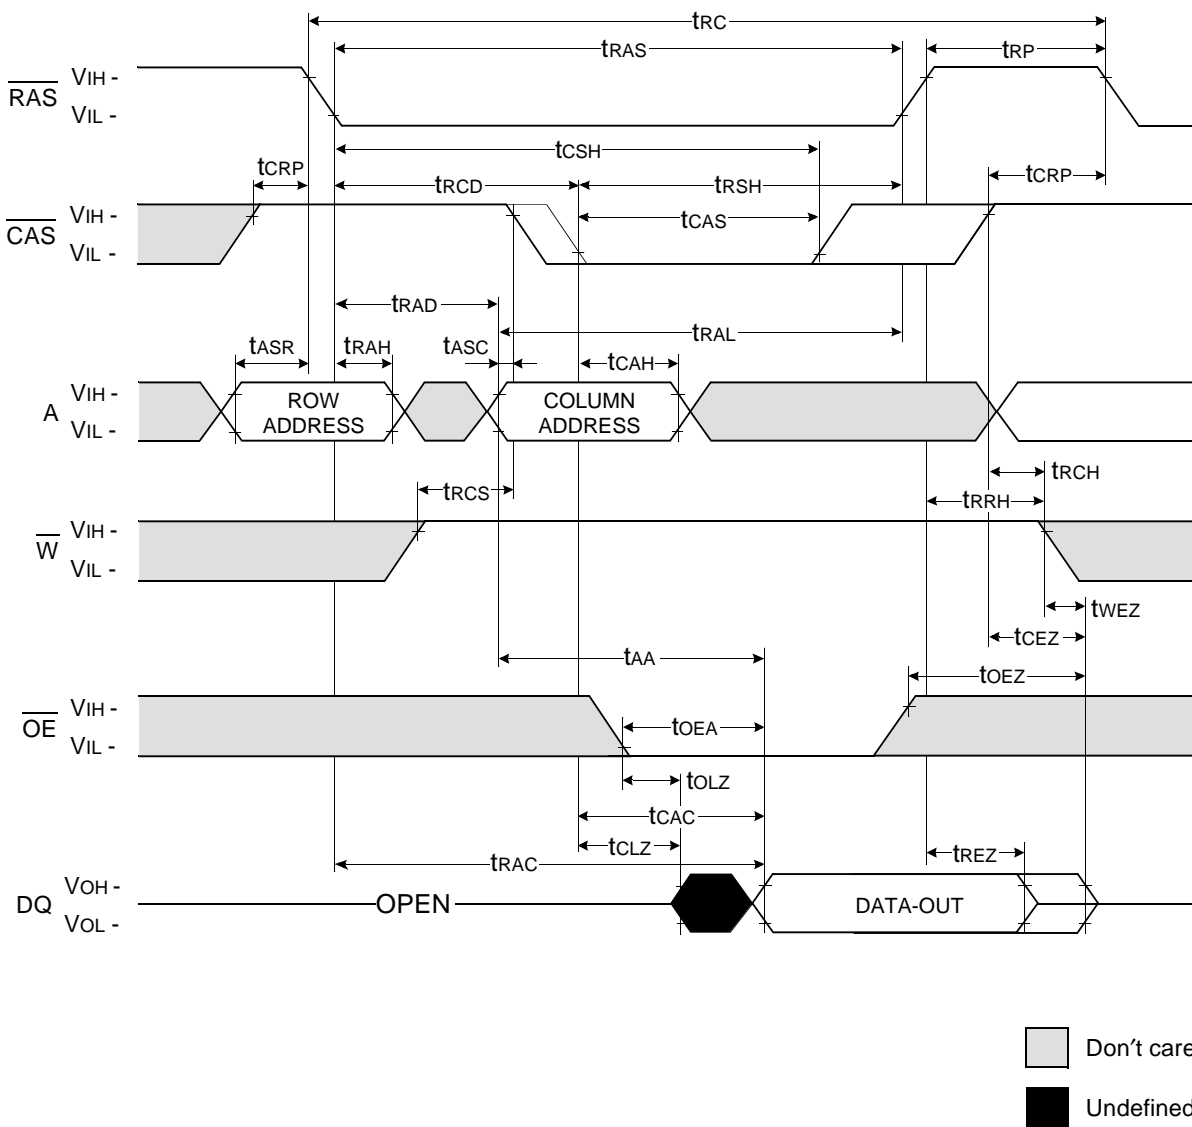 tRC
tRAS
tRP
RAS
VIH -
VIL -
tCSH
tCRP
tRCD
tRSH
tCRP
CAS
VIH -
VIL -
tCAS
tRAD
tRAL
tASR
tRAH
tASC
tCAH
A
VIH -
VIL -
ROW
ADDRESS
COLUMN
ADDRESS
tRCH
tRCS
tRRH
W
VIH -
VIL -
tWEZ
tCEZ
tAA
tOEZ
OE
VIH -
VIL -
tOEA
tOLZ
tCAC
tCLZ
tREZ
tRAC
DQ
VOH -
VOL -
OPEN
DATA-OUT
Don′t care
Undefined